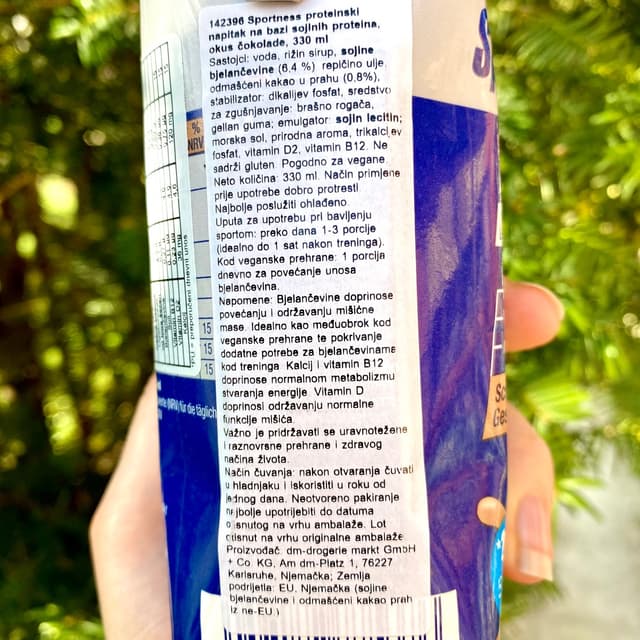 142396 Sportness proteinski
napitak na bazi sojinih proteina,
okus čokolade, 330 ml
Sastojci: voda, rižin sirup, sojine
bjelančevine (6,4 %) repičino ulje,
odmašćeni kakao u prahu (0,8%),
stabilizator: dikalijev fosfat, sredstvo
za zgušnjavanje: brašno rogača,
gellan guma; emulgator: sojin lecitin;
morska sol, prirodna aroma, trikalcijev
fosfat, vitamin D2, vitamin B12. Ne
sadrži gluten. Pogodno za vegane.
Neto količina: 330 ml. Način primjene
prije upotrebe dobro protresti
Najbolje poslužiti ohlađeno.
Uputa za upotrebu pri bavljenju
sportom: preko dana 1-3 porcije
(idealno do 1 sat nakon treninga).
Kod veganske prehrane: 1 porcija
dnevno za povećanje unosa
bjelančevina.
Napomene: Bjelančevine doprinose
povećanju i održavanju mišićne
mase. Idealno kao međuobrok kod
veganske prehrane te pokrivanje
dodatne potrebe za bjelančevinama
kod treninga. Kalcij i vitamin B12
doprinose normalnom metabolizmu
stvaranja energije. Vitamin D
doprinosi održavanju normalne
funkcije mišića.
Važno je pridržavati se uravnotežene
i raznovrsne prehrane i zdravog
načina života.
Način čuvanja: nakon otvaranja čuvati
u hladnjaku i iskoristiti u roku od
jednog dana. Neotvoreno pakiranje
najbolje upotrijebiti do datuma
otisnutog na vrhu ambalaže. Lot
otisnut na vrhu originalne ambalaže
Proizvođač: dm-drogerie markt GmbH
+ Co. KG, Am dm-Platz 1, 76227
Karlsruhe, Njemačka; Zemlja
podrijetla: EU, Njemačka (sojine
bjelančevine i odmašćeni kakao prah
iz ne-EU.)
%
NRV
15
15
15
(NRV) für die täglich